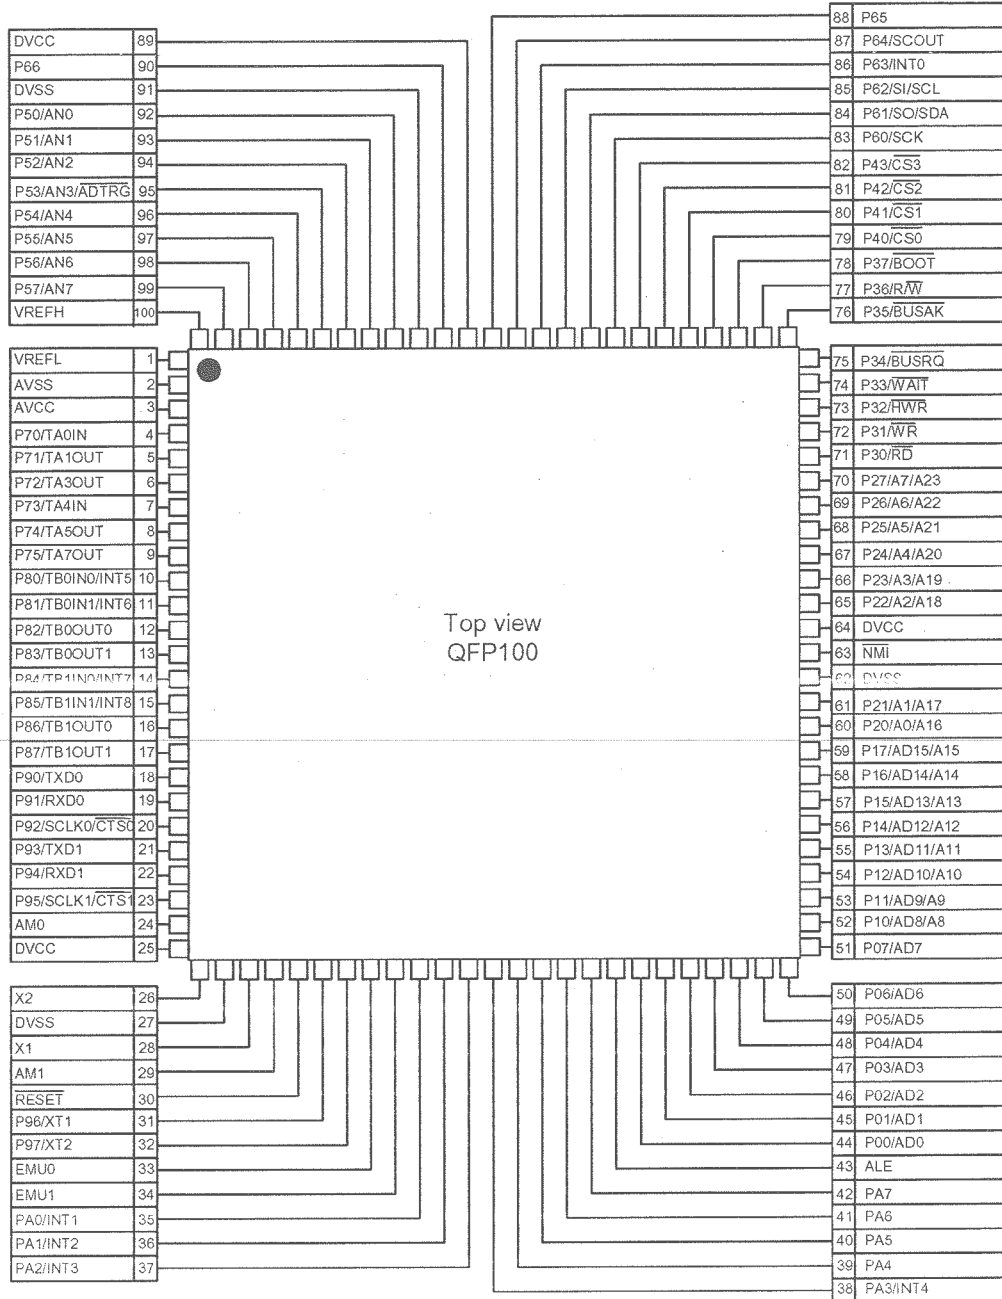 88 P65
87 P64/SCOUT
86 P63/INT0
85 P62/SI/SCL
84 P61/SO/SDA
83 P60/SCK
82 P43/CS3
81 P42/CS2
80 P41/CS1
79 P40/CS0
78 P37/BOOT
77 P36/R/W
76 P35/BUSAK
DVCC 89
P66 90
DVSS 91
P50/AN0 92
P51/AN1 93
P52/AN2 94
P53/AN3/ADTRG 95
P54/AN4 96
P55/AN5 97
P56/AN6 98
P57/AN7 99
VREFH 100
VREFL 1
AVSS 2
AVCC 3
P70/TA0IN 4
P71/TA1OUT 5
P72/TA3OUT 6
P73/TA4IN 7
P74/TA5OUT 8
P75/TA7OUT 9
P80/TB0IN0/INT5 10
P81/TB0IN1/INT6 11
P82/TB0OUT0 12
P83/TB0OUT1 13
P84/TB1IN0/INT7 14
P85/TB1IN1/INT8 15
P86/TB1OUT0 16
P87/TB1OUT1 17
P90/TXD0 18
P91/RXD0 19
P92/SCLK0/CTS0 20
P93/TXD1 21
P94/RXD1 22
P95/SCLK1/CTS1 23
AM0 24
DVCC 25
Top view
QFP100
75 P34/BUSRQ
74 P33/WAIT
73 P32/HWR
72 P31/WR
71 P30/RD
70 P27/A7/A23
69 P26/A6/A22
68 P25/A5/A21
67 P24/A4/A20
66 P23/A3/A19
65 P22/A2/A18
64 DVCC
63 NMI
62 DVSS
61 P21/A1/A17
60 P20/A0/A16
59 P17/AD15/A15
58 P16/AD14/A14
57 P15/AD13/A13
56 P14/AD12/A12
55 P13/AD11/A11
54 P12/AD10/A10
53 P11/AD9/A9
52 P10/AD8/A8
51 P07/AD7
X2 26
DVSS 27
X1 28
AM1 29
RESET 30
P96/XT1 31
P97/XT2 32
EMU0 33
EMU1 34
PA0/INT1 35
PA1/INT2 36
PA2/INT3 37
50 P06/AD6
49 P05/AD5
48 P04/AD4
47 P03/AD3
46 P02/AD2
45 P01/AD1
44 P00/AD0
43 ALE
42 PA7
41 PA6
40 PA5
39 PA4
38 PA3/INT4